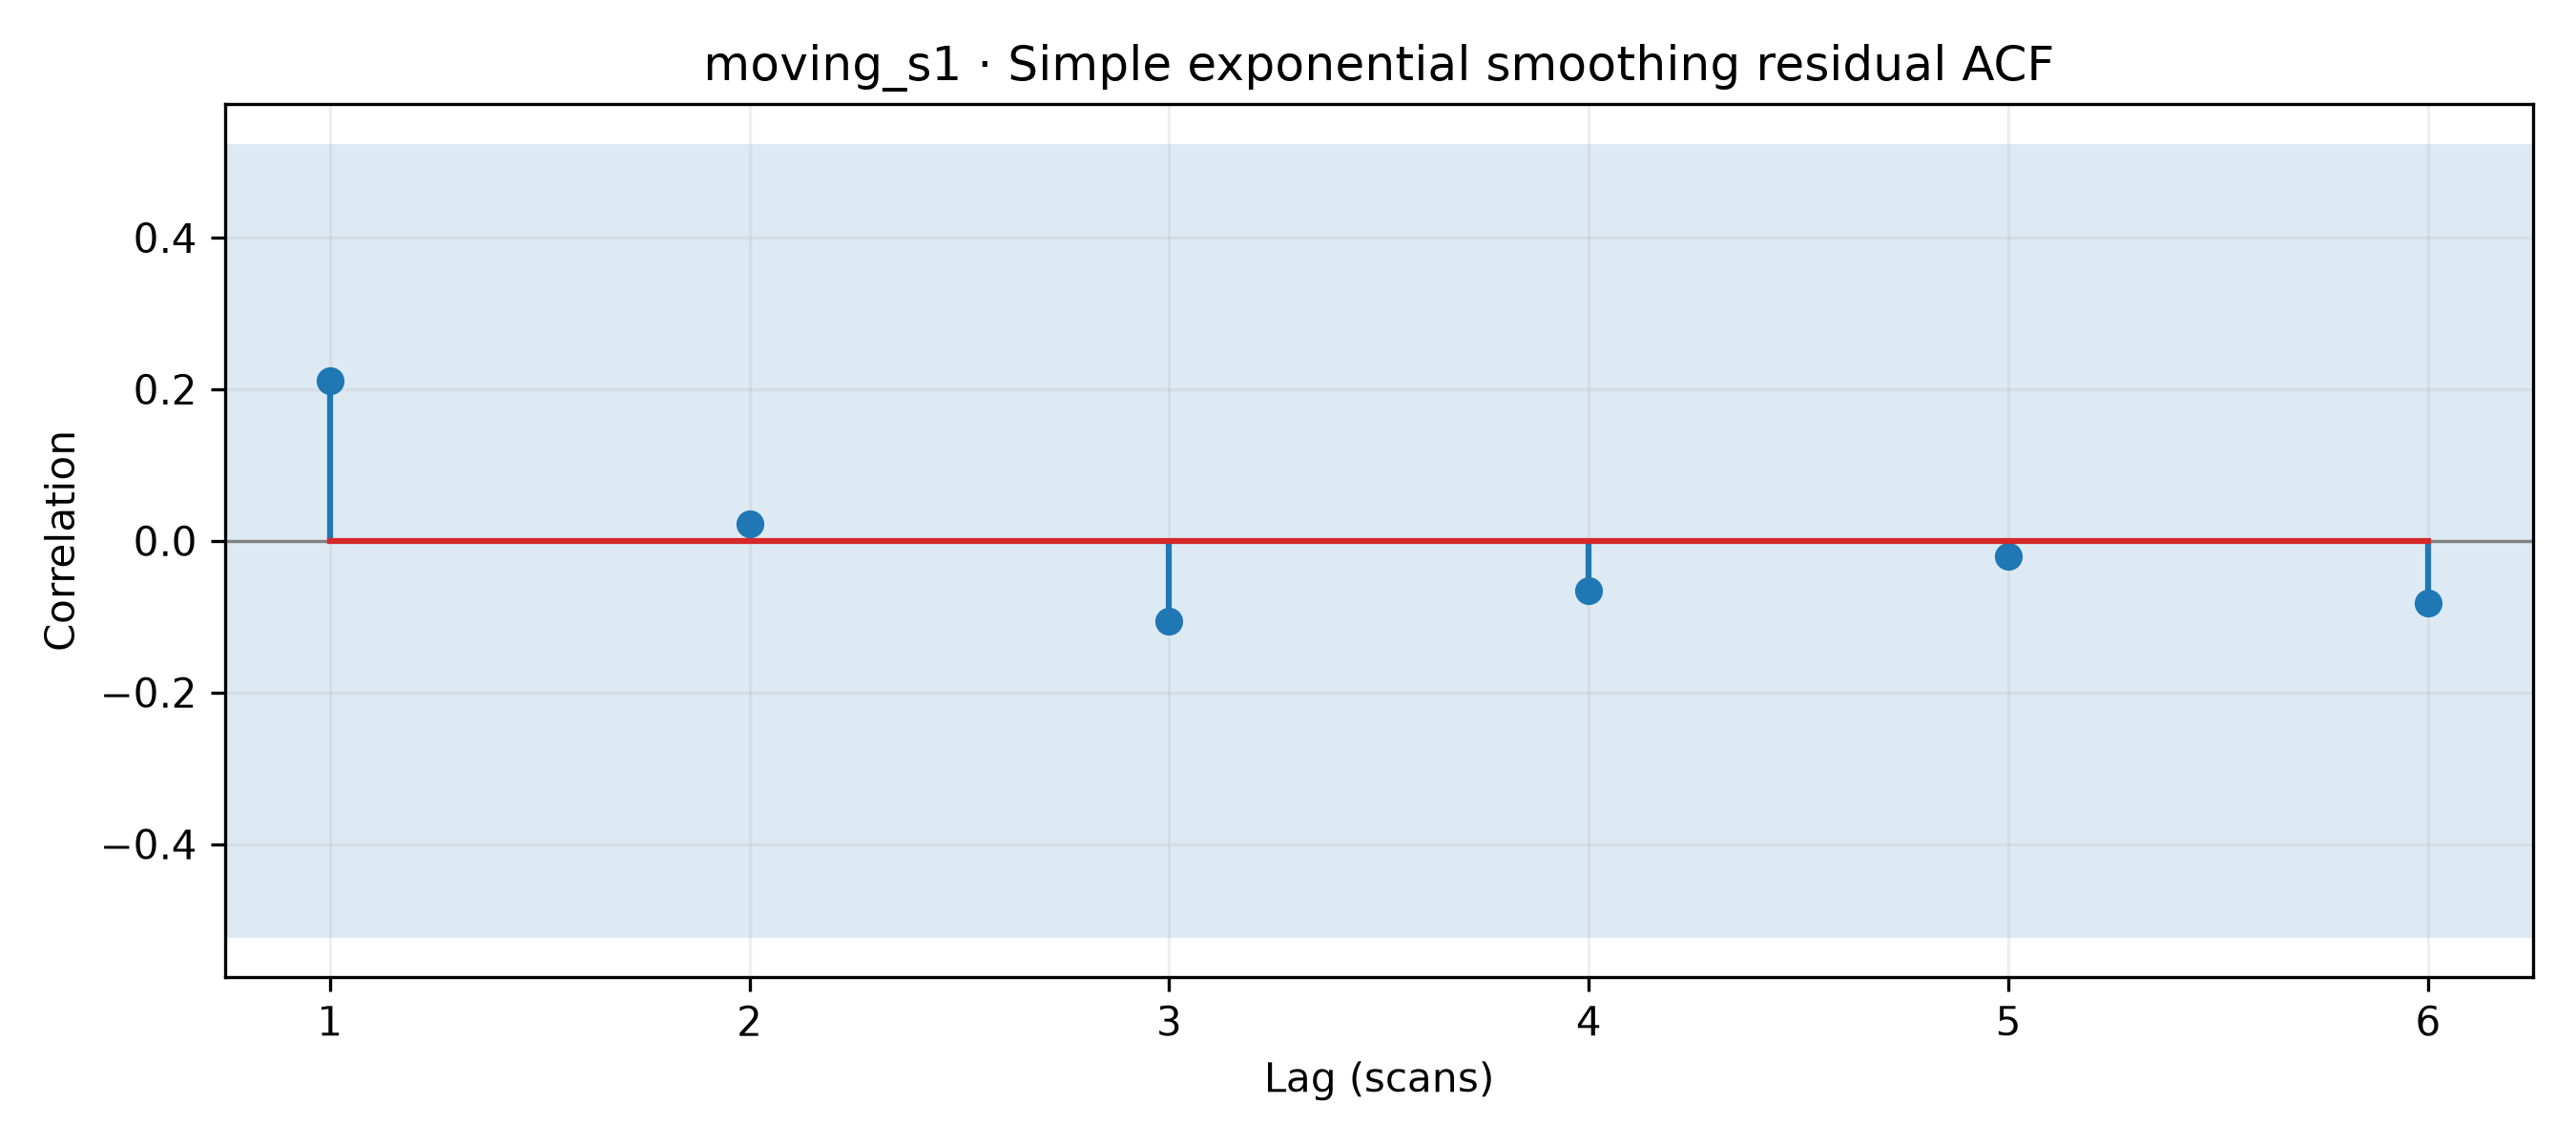 moving_s1 · Simple exponential smoothing residual ACF
Correlation
0.4
0.2
0.0
−0.2
−0.4
1 2 3 4 5 6
Lag (scans)